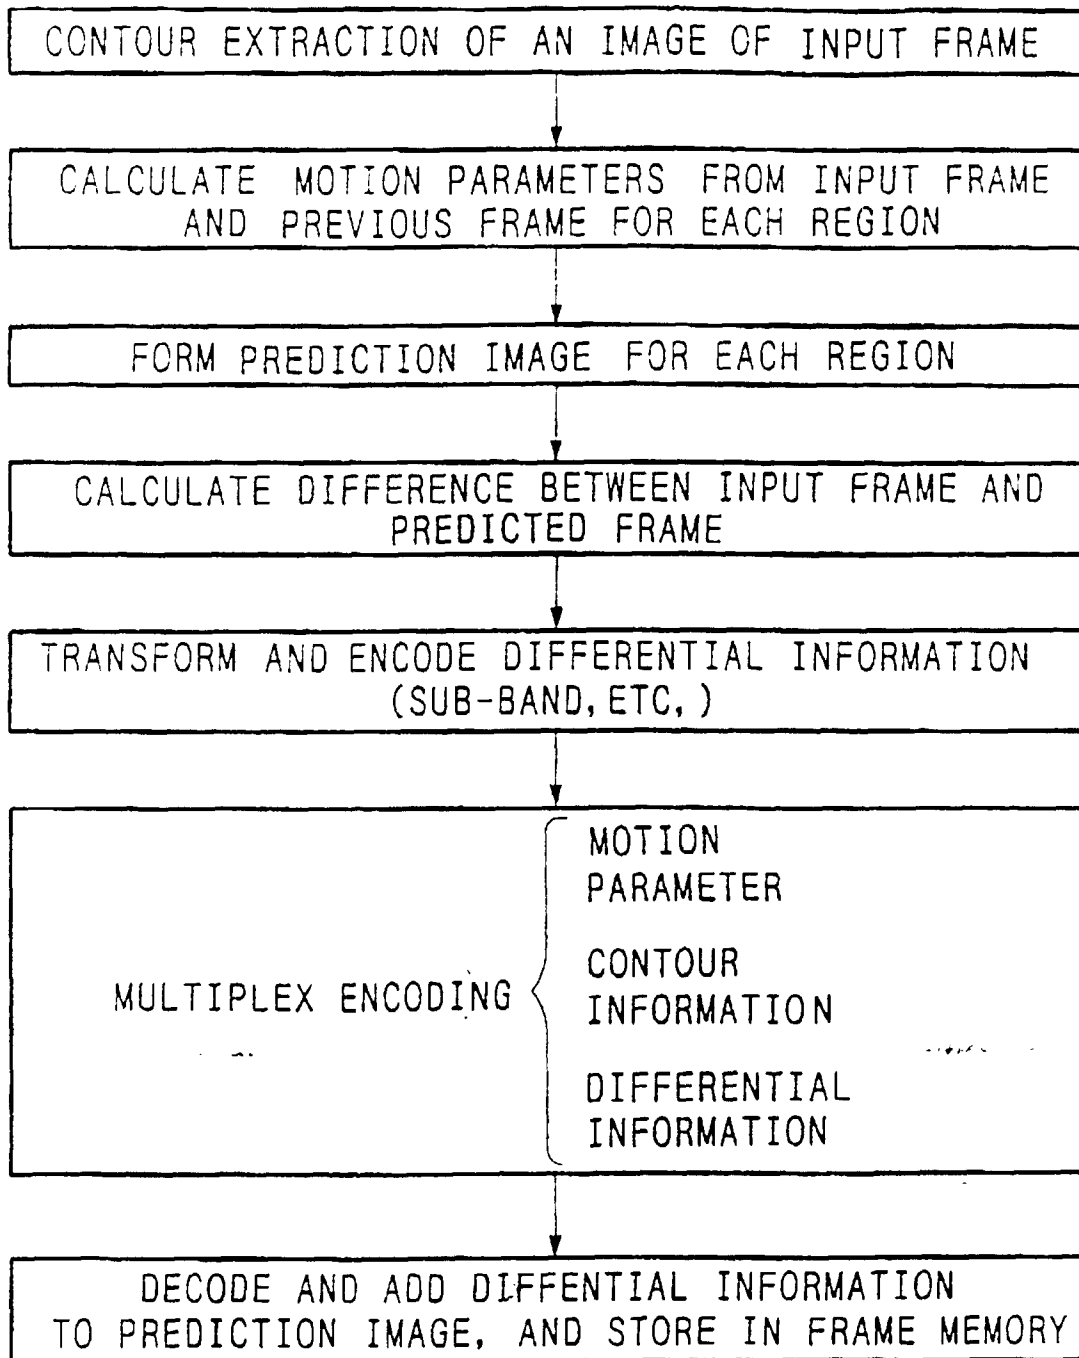 CONTOUR EXTRACTION OF AN IMAGE OF INPUT FRAME
CALCULATE MOTION PARAMETERS FROM INPUT FRAME
AND PREVIOUS FRAME FOR EACH REGION
FORM PREDICTION IMAGE FOR EACH REGION
CALCULATE DIFFERENCE BETWEEN INPUT FRAME AND
PREDICTED FRAME
TRANSFORM AND ENCODE DIFFERENTIAL INFORMATION
(SUB-BAND, ETC, )
MULTIPLEX ENCODING
MOTION
PARAMETER
CONTOUR
INFORMATION
DIFFERENTIAL
INFORMATION
DECODE AND ADD DIFFENTIAL INFORMATION
TO PREDICTION IMAGE, AND STORE IN FRAME MEMORY